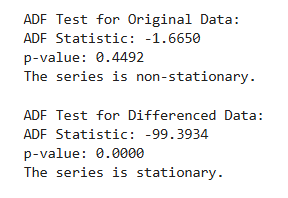 ADF Test for Original Data:
ADF Statistic: -1.6650
p-value: 0.4492
The series is non-stationary.
ADF Test for Differenced Data:
ADF Statistic: -99.3934
p-value: 0.0000
The series is stationary.